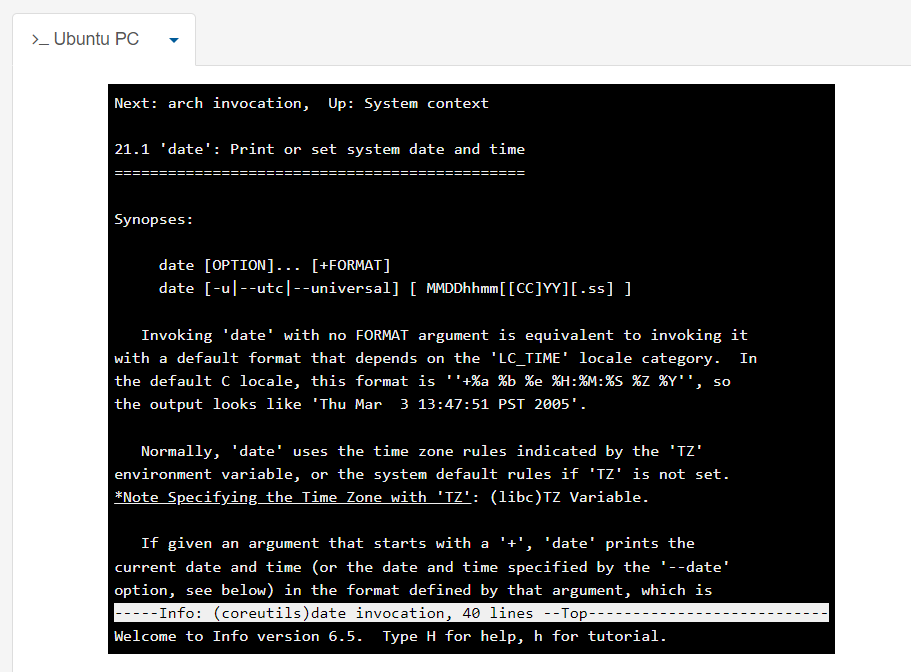 >_ Ubuntu PC
Next: arch invocation,  Up: System context
21.1 'date': Print or set system date and time
==============================================
Synopses:
     date [OPTION]... [+FORMAT]
     date [-u|--utc|--universal] [ MMDDhhmm[[CC]YY][.ss] ]
   Invoking 'date' with no FORMAT argument is equivalent to invoking it
with a default format that depends on the 'LC_TIME' locale category.  In
the default C locale, this format is ''+%a %b %e %H:%M:%S %Z %Y'', so
the output looks like 'Thu Mar  3 13:47:51 PST 2005'.
   Normally, 'date' uses the time zone rules indicated by the 'TZ'
environment variable, or the system default rules if 'TZ' is not set.
*Note Specifying the Time Zone with 'TZ': (libc)TZ Variable.
   If given an argument that starts with a '+', 'date' prints the
current date and time (or the date and time specified by the '--date'
option, see below) in the format defined by that argument, which is
-----Info: (coreutils)date invocation, 40 lines --Top---------------------------
Welcome to Info version 6.5.  Type H for help, h for tutorial.